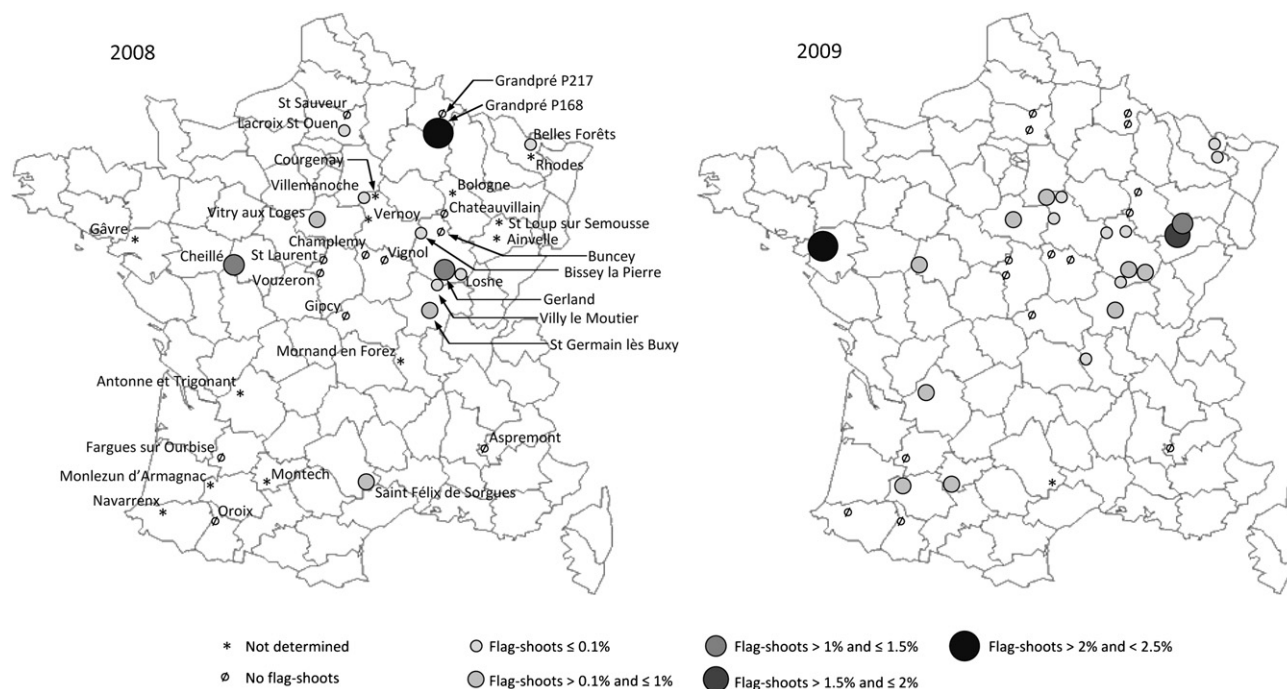 2008
2009
Grandpré P217
Grandpré P168
St Sauveur
Lacroix St Ouen
Belles Forêts
Rhodes
Courgenay
Villemanoche
Bologne
Vitry aux Loges
Vernoy
Chateauvillain
St Loup sur Semousse
Gâvre
Ainvelle
Champlemy
Cheillé
St Laurent
Vignol
Buncey
Vouzeron
Bissey la Pierre
Losne
Gerland
Gipcy
Villy le Moutier
St Germain lès Buxy
Mornand en Forez
Antonne et Trigonant
Fargues sur Ourbise
Aspremont
Monlezun d'Armagnac
Montech
Saint Félix de Sorgues
Navarrenx
Oroix
* Not determined
Flag-shoots ≤ 0.1%
Flag-shoots > 1% and ≤ 1.5%
Flag-shoots > 2% and < 2.5%
ø No flag-shoots
Flag-shoots > 0.1% and ≤ 1%
Flag-shoots > 1.5% and ≤ 2%